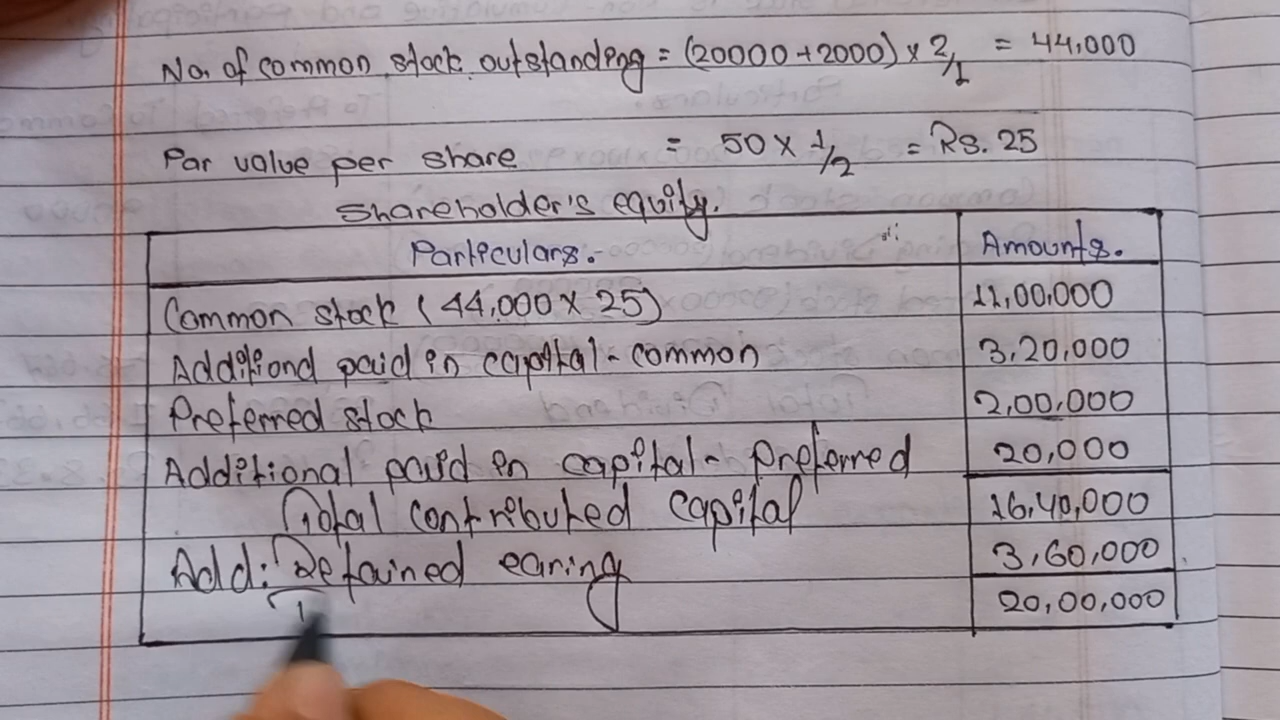 No. of common stock outstanding = (20000 + 2000) × 2/1 = 44,000
Par value per share = 50 × 1/2 = Rs. 25
Shareholder's equity.
Particulars. Amounts.
Common stock (44,000 × 25) 11,00,000
Additiond paid in capital - common 3,20,000
Preferred stock 2,00,000
Additional paid in capital - Preferred 20,000
Total contributed capital 16,40,000
Add: Retained earing 3,60,000
20,00,000